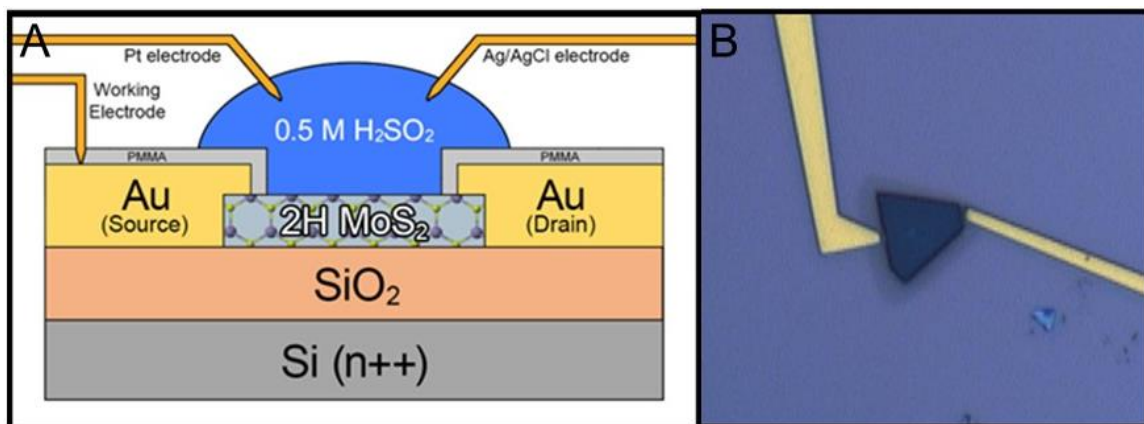 A
Pt electrode
Ag/AgCl electrode
Working
Electrode
0.5 M H₂SO₂
PMMA
PMMA
Au
(Source)
2H MoS₂
Au
(Drain)
SiO₂
Si (n++)
B